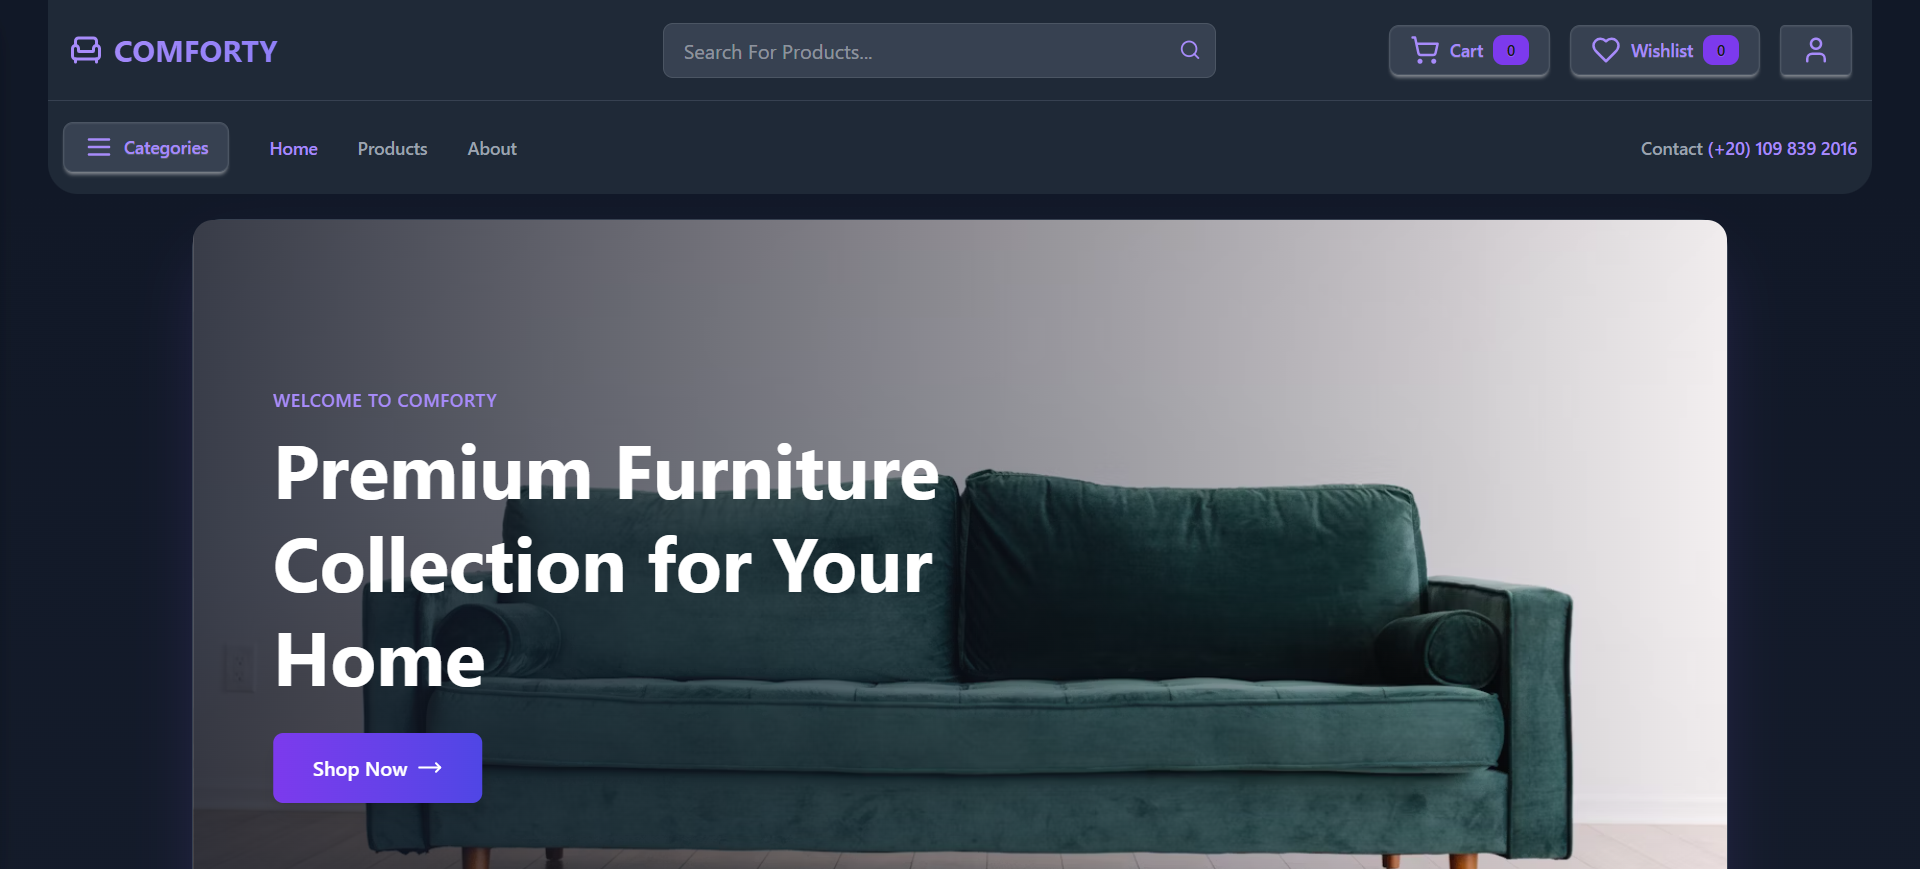 COMFORTY
Search For Products...
Cart 0
Wishlist 0
Categories
Home
Products
About
Contact (+20) 109 839 2016
WELCOME TO COMFORTY
Premium Furniture
Collection for Your
Home
Shop Now